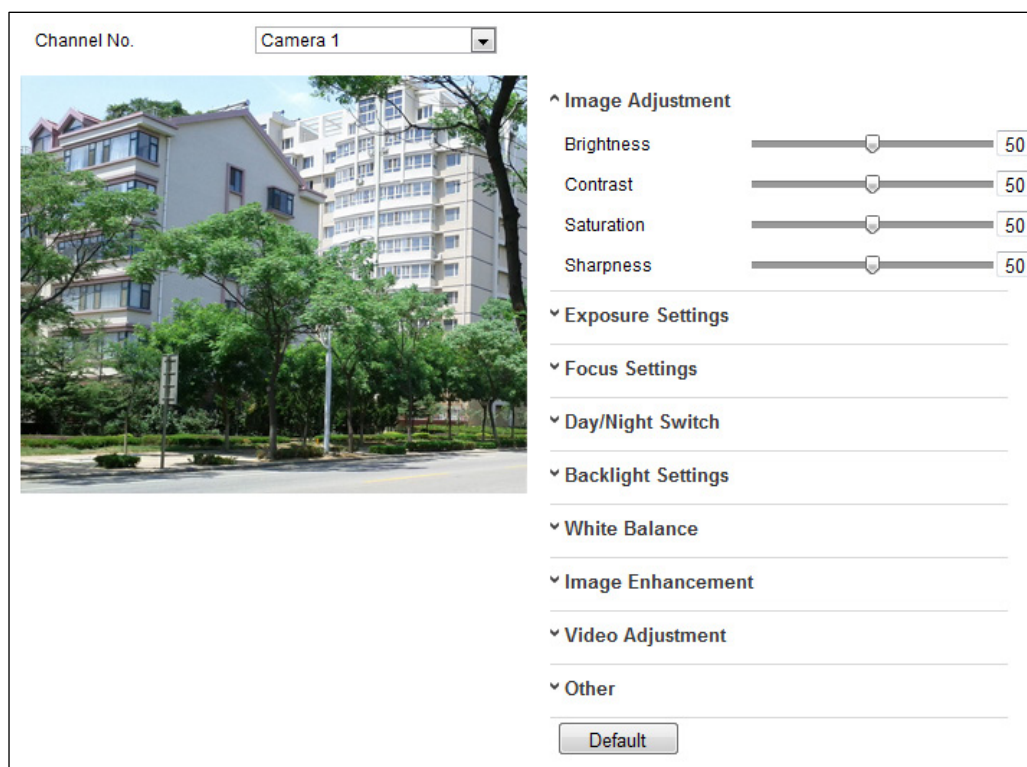 Channel No. Camera 1
Image Adjustment
Brightness 50
Contrast 50
Saturation 50
Sharpness 50
Exposure Settings
Focus Settings
Day/Night Switch
Backlight Settings
White Balance
Image Enhancement
Video Adjustment
Other
Default